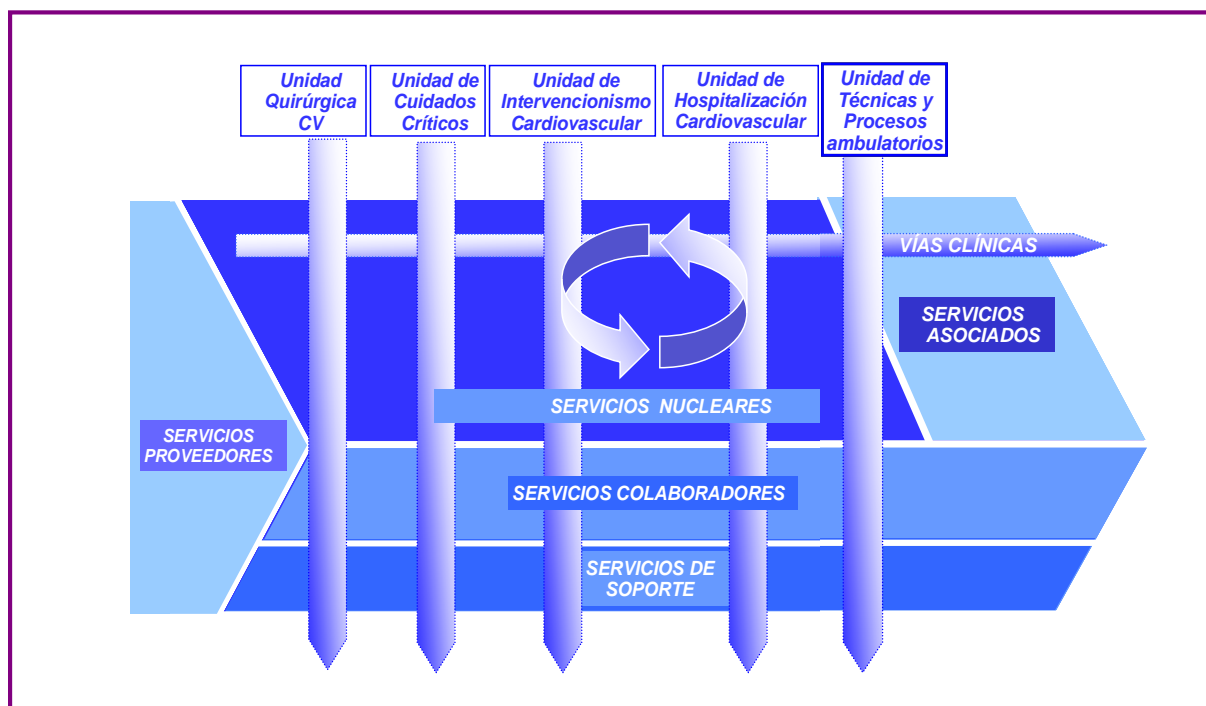 Unidad
Quirúrgica
CV
Unidad de
Cuidados
Críticos
Unidad de
Intervencionismo
Cardiovascular
Unidad de
Hospitalización
Cardiovascular
Unidad de
Técnicas y
Procesos
ambulatorios
VÍAS CLÍNICAS
SERVICIOS
ASOCIADOS
SERVICIOS NUCLEARES
SERVICIOS
PROVEEDORES
SERVICIOS COLABORADORES
SERVICIOS DE
SOPORTE